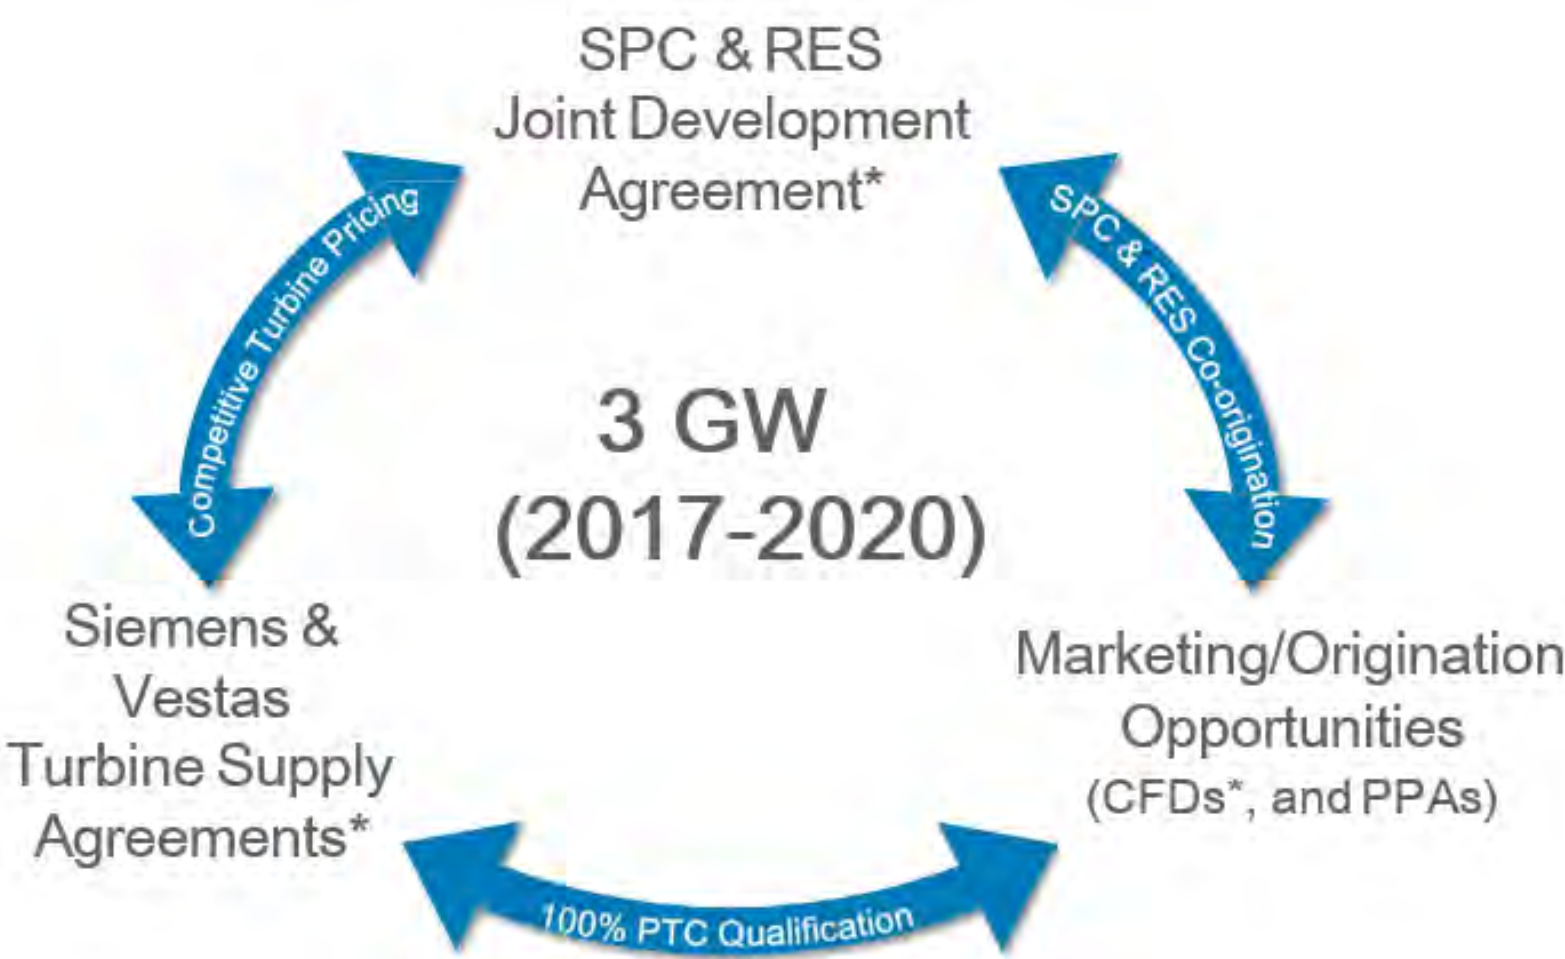 SPC & RES
Joint Development
Agreement*
Competitive Turbine Pricing
SPC & RES Co-origination
3 GW
(2017-2020)
Siemens &
Vestas
Turbine Supply
Agreements*
Marketing/Origination
Opportunities
(CFDs*, and PPAs)
100% PTC Qualification